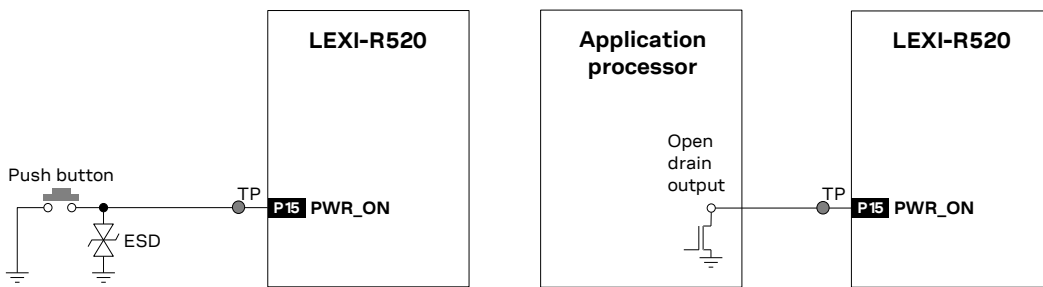 LEXI-R520
Push button
TP
P15 PWR_ON
ESD
Application
processor
Open
drain
output
LEXI-R520
TP
P15 PWR_ON